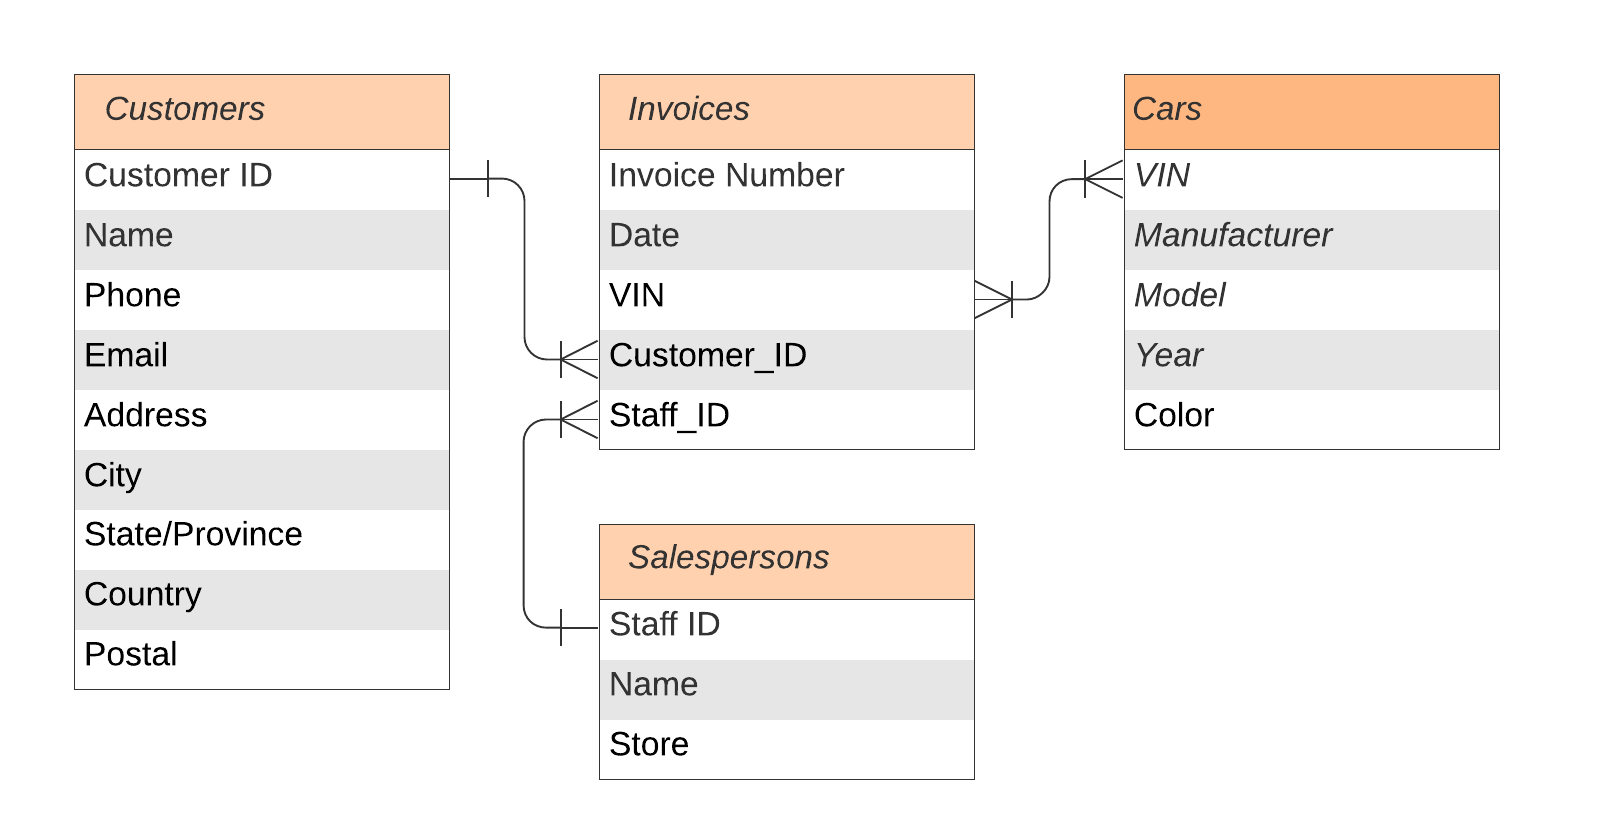 Customers
Customer ID
Name
Phone
Email
Address
City
State/Province
Country
Postal
Invoices
Invoice Number
Date
VIN
Customer_ID
Staff_ID
Salespersons
Staff ID
Name
Store
Cars
VIN
Manufacturer
Model
Year
Color